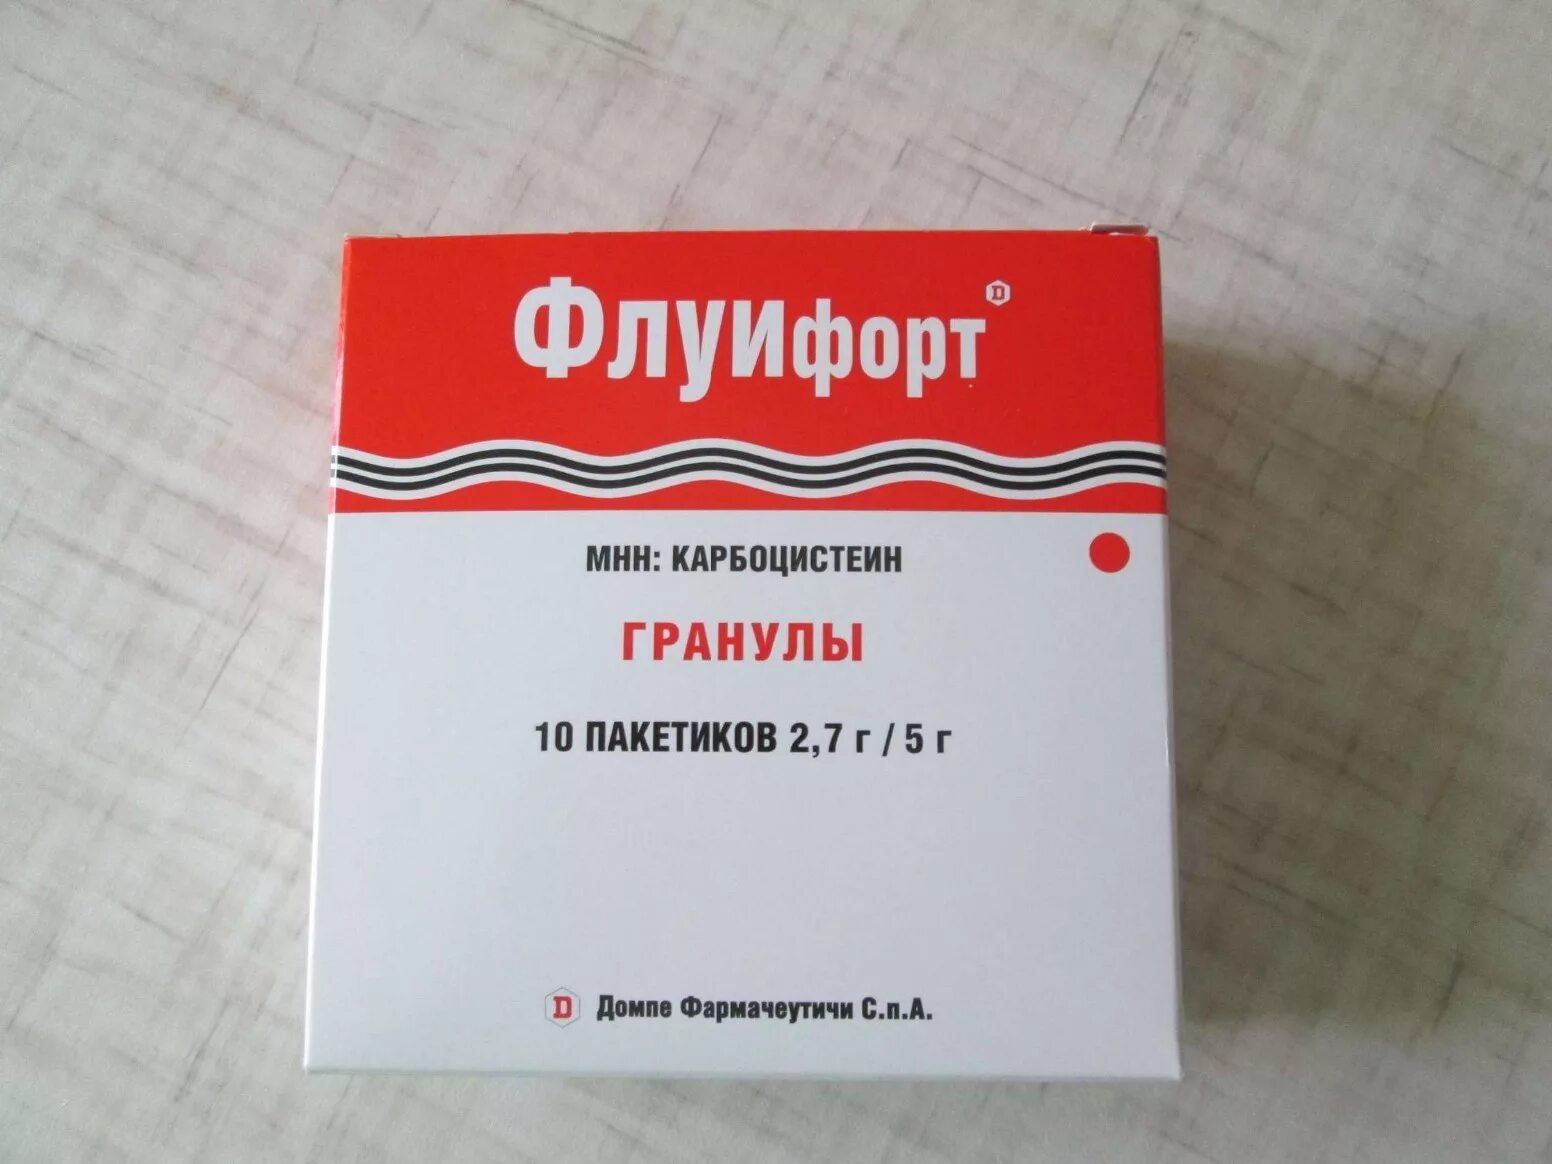 Флуифорт D
МНН: КАРБОЦИСТЕИН
ГРАНУЛЫ
10 ПАКЕТИКОВ 2,7 г / 5 г
D Домпе Фармачеутичи С.п.А.